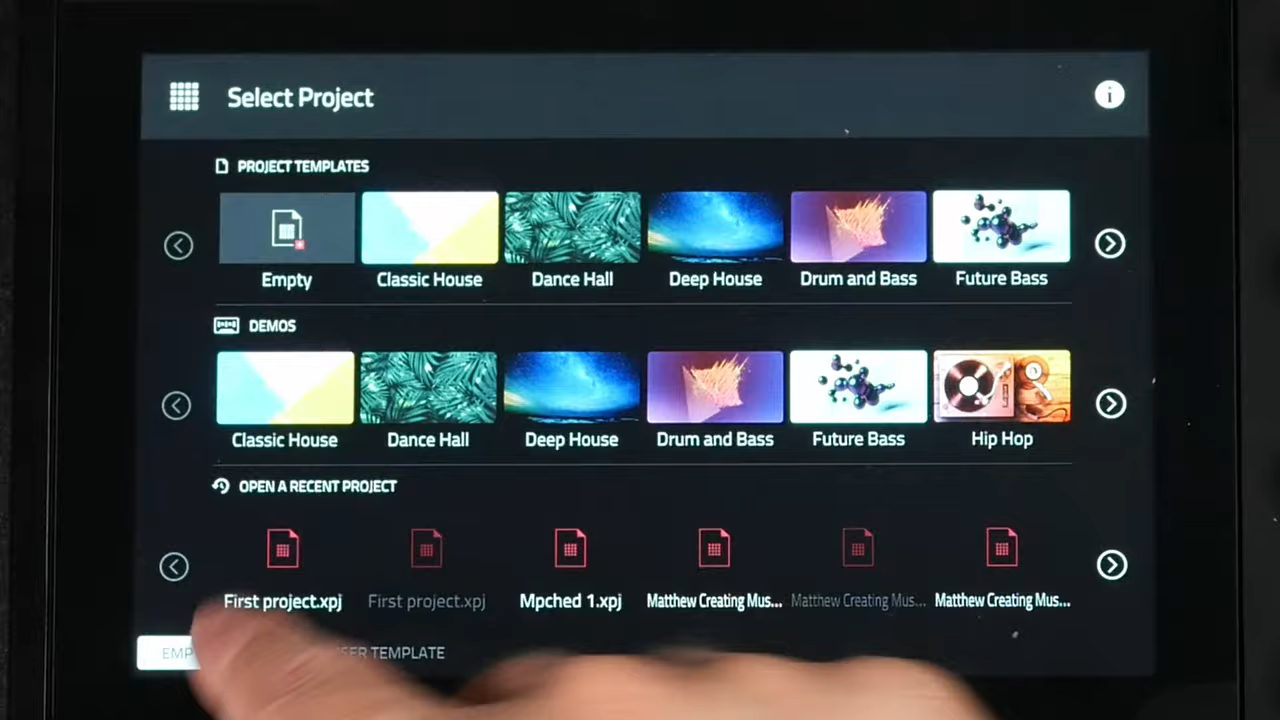 Select Project
i
PROJECT TEMPLATES
Empty Classic House Dance Hall Deep House Drum and Bass Future Bass
DEMOS
Classic House Dance Hall Deep House Drum and Bass Future Bass Hip Hop
OPEN A RECENT PROJECT
First project.xpj First project.xpj Mpched 1.xpj Matthew Creating Mus... Matthew Creating Mus... Matthew Creating Mus...
TEMPLATE